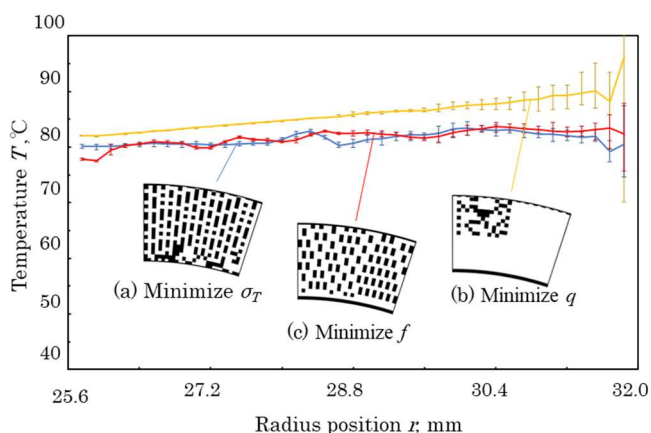 100
90
80
70
60
50
40
Temperature T,℃
(a) Minimize σT
(c) Minimize f
(b) Minimize q
25.6
27.2
28.8
30.4
32.0
Radius position r, mm